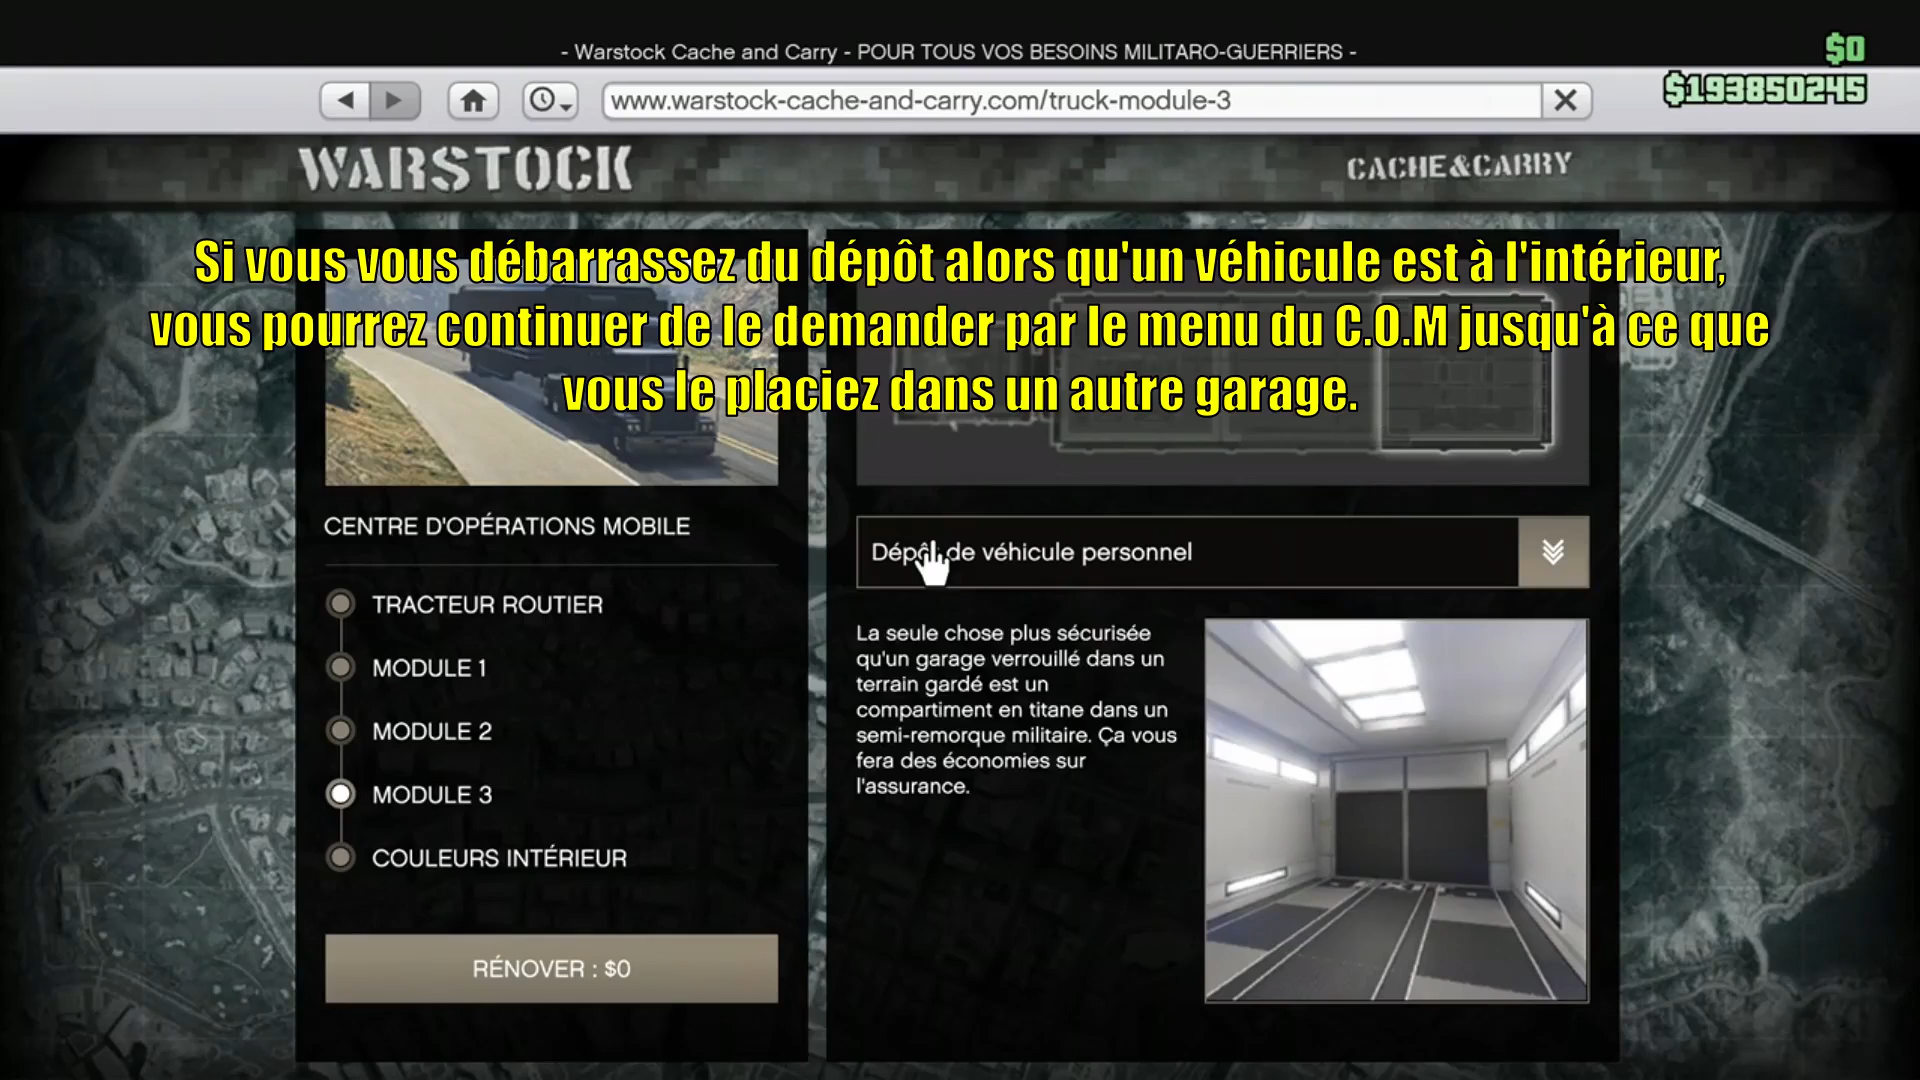 - Warstock Cache and Carry - POUR TOUS VOS BESOINS MILITARO-GUERRIERS -
$0
$193850245
www.warstock-cache-and-carry.com/truck-module-3
WARSTOCK
CACHE&CARRY
Si vous vous débarrassez du dépôt alors qu'un véhicule est à l'intérieur,
vous pourrez continuer de le demander par le menu du C.O.M jusqu'à ce que
vous le placiez dans un autre garage.
CENTRE D'OPÉRATIONS MOBILE
TRACTEUR ROUTIER
MODULE 1
MODULE 2
MODULE 3
COULEURS INTÉRIEUR
RÉNOVER : $0
Dépôt de véhicule personnel
La seule chose plus sécurisée
qu'un garage verrouillé dans un
terrain gardé est un
compartiment en titane dans un
semi-remorque militaire. Ça vous
fera des économies sur
l'assurance.